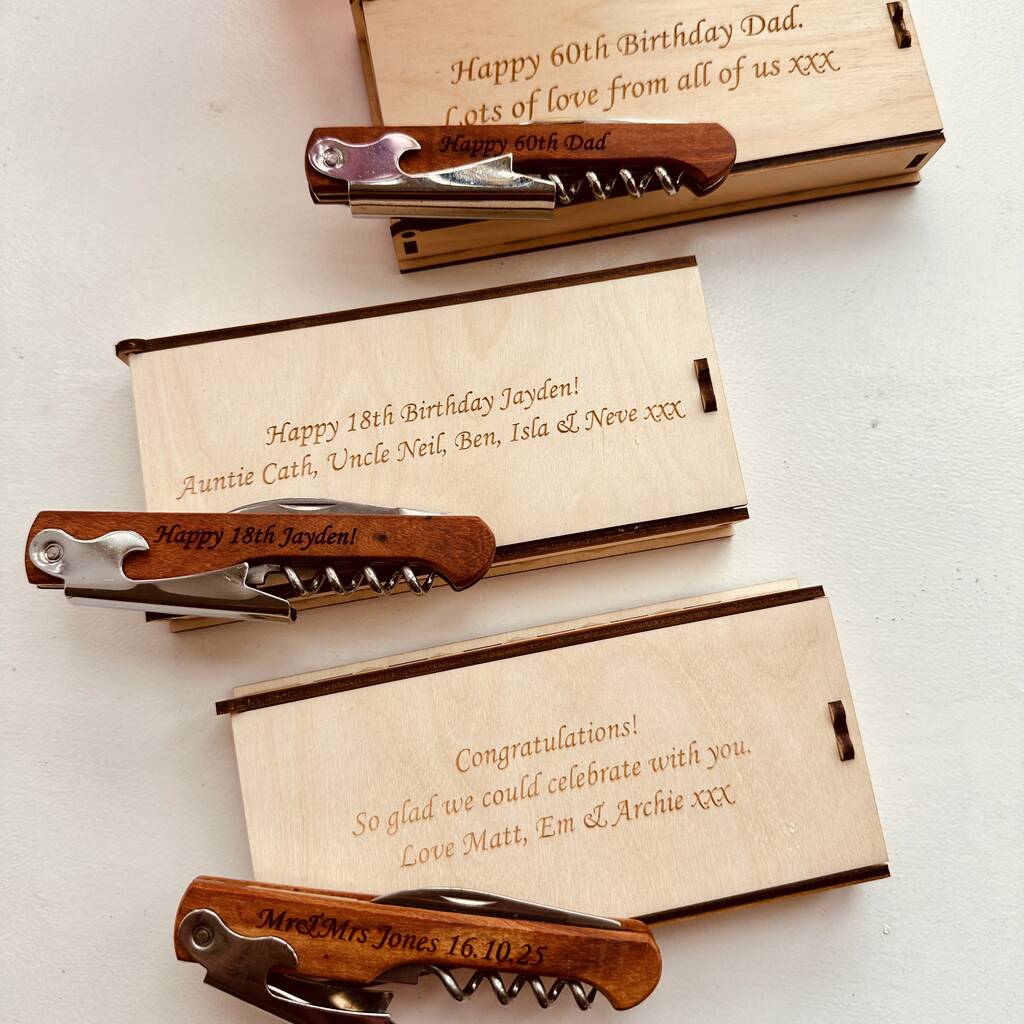 Happy 60th Birthday Dad.
Lots of love from all of us xxx
Happy 60th Dad
Happy 18th Birthday Jayden!
Auntie Cath, Uncle Neil, Ben, Isla & Neve xxx
Happy 18th Jayden!
Congratulations!
So glad we could celebrate with you.
Love Matt, Em & Archie xxx
Mr&Mrs Jones 16.10.25